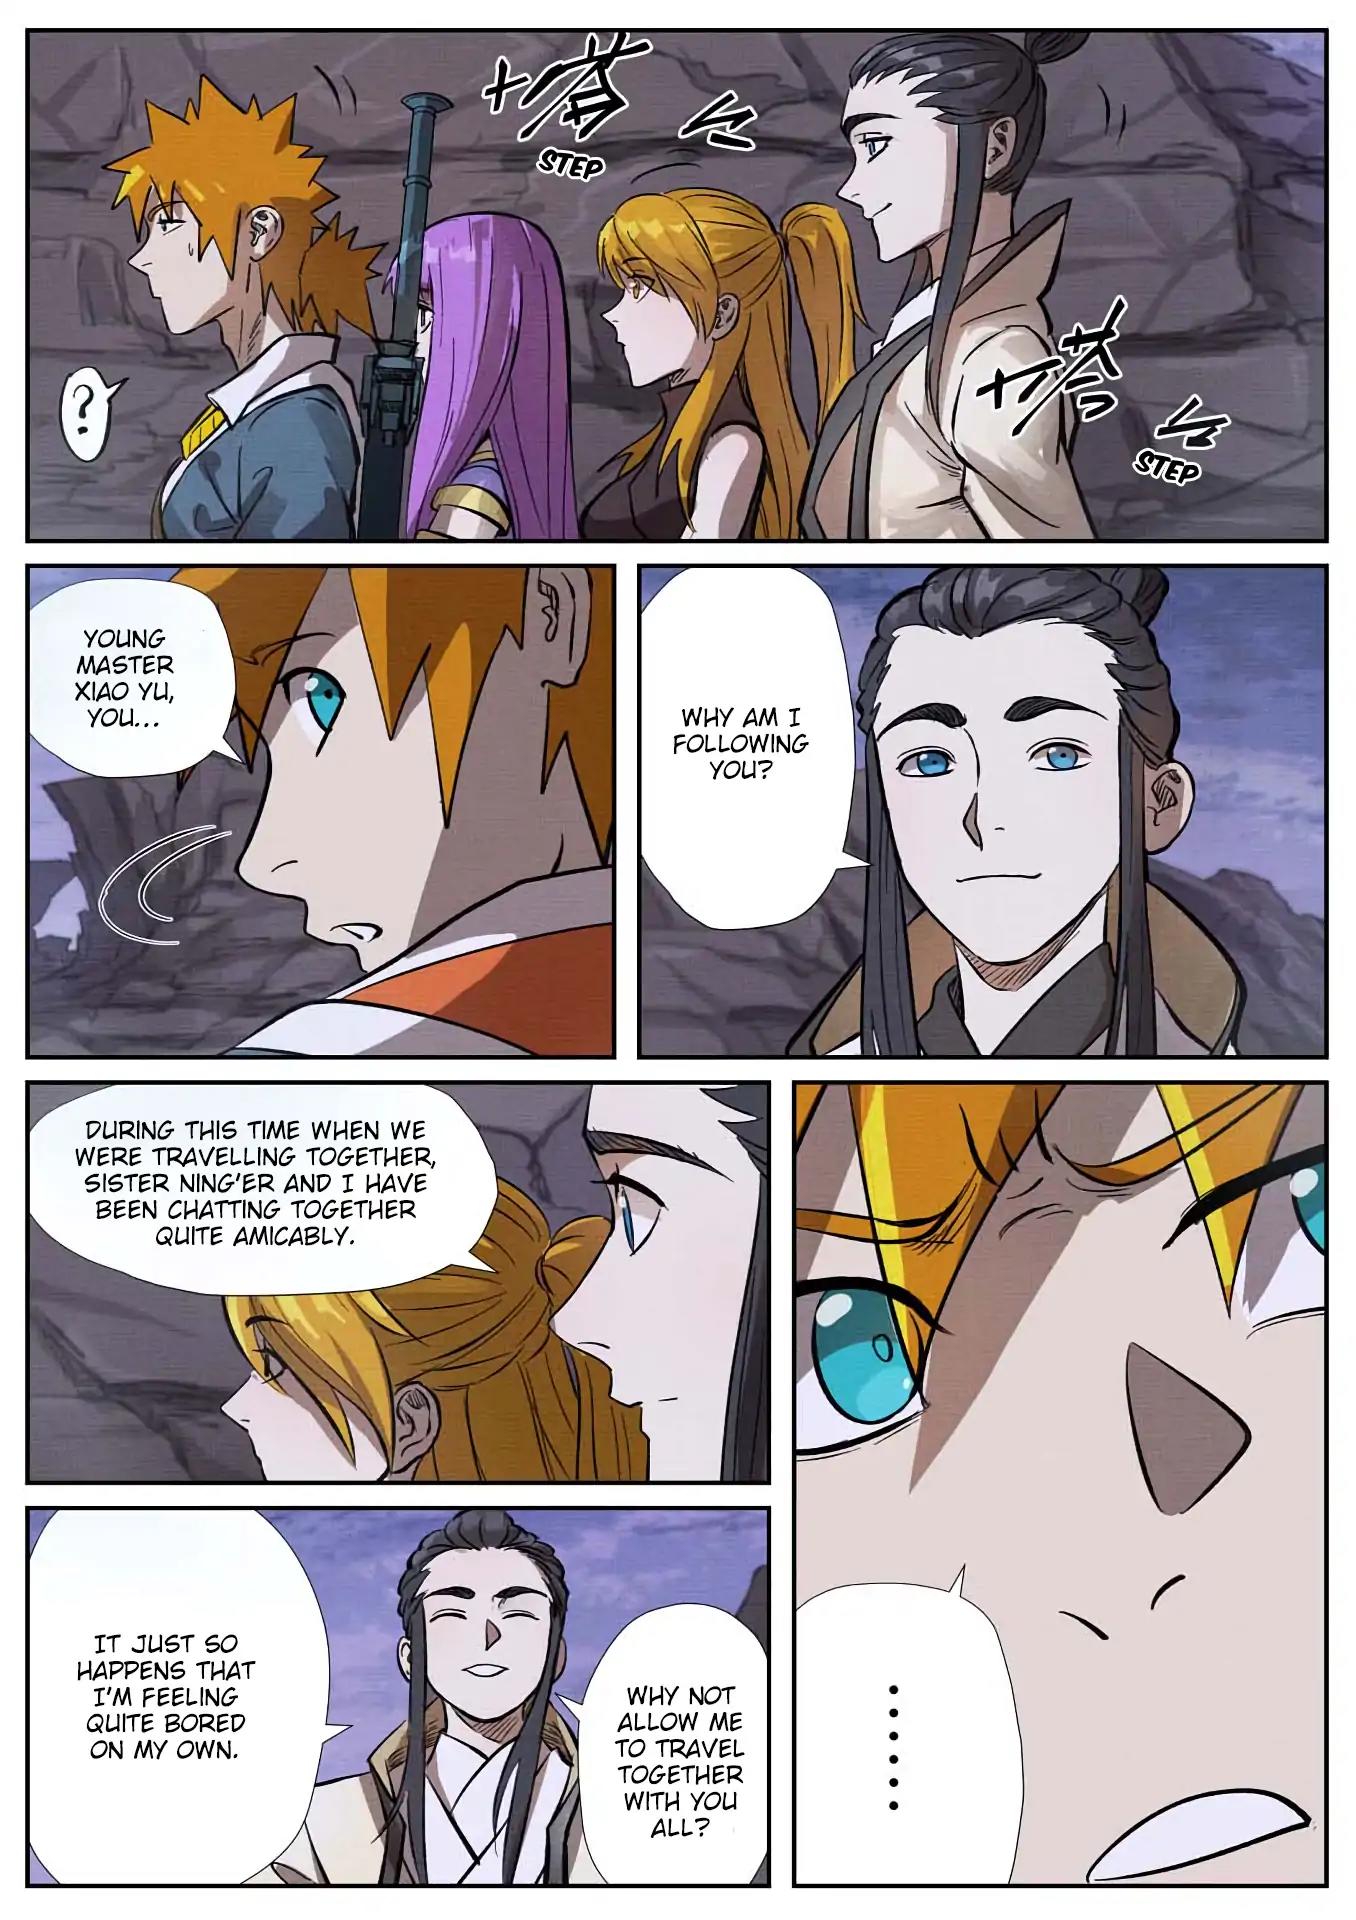 塔
STEP
?
塔
STEP
YOUNG
MASTER
XIAO YU,
YOU...
WHY AM I
FOLLOWING
YOU?
DURING THIS TIME WHEN WE
WERE TRAVELLING TOGETHER,
SISTER NING'ER AND I HAVE
BEEN CHATTING TOGETHER
QUITE AMICABLY.
......
IT JUST SO
HAPPENS THAT
I'M FEELING
QUITE BORED
ON MY OWN.
WHY NOT
ALLOW ME
TO TRAVEL
TOGETHER
WITH YOU
ALL?